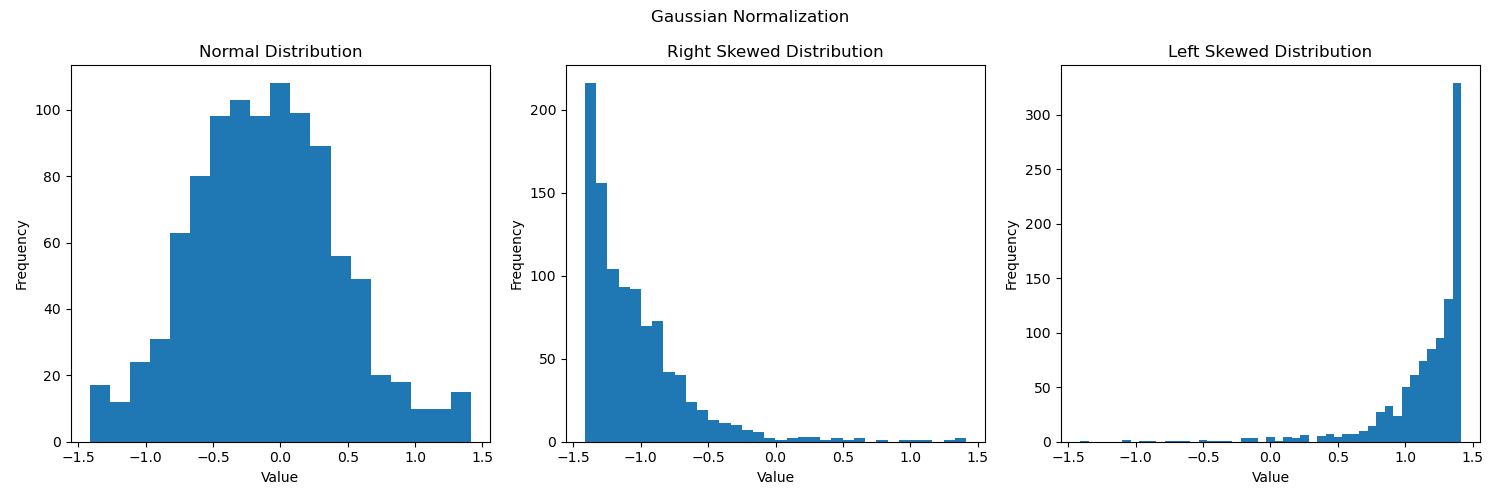 Gaussian Normalization
Normal Distribution
Right Skewed Distribution
Left Skewed Distribution
Frequency
100
80
60
40
20
0
−1.5 −1.0 −0.5 0.0 0.5 1.0 1.5
Value
Frequency
200
150
100
50
0
−1.5 −1.0 −0.5 0.0 0.5 1.0 1.5
Value
Frequency
300
250
200
150
100
50
0
−1.5 −1.0 −0.5 0.0 0.5 1.0 1.5
Value